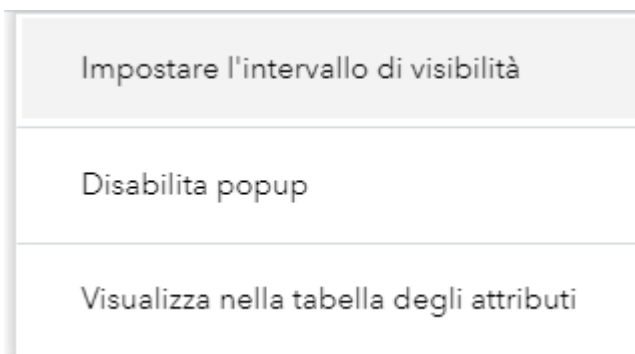 Impostare l'intervallo di visibilità
Disabilita popup
Visualizza nella tabella degli attributi